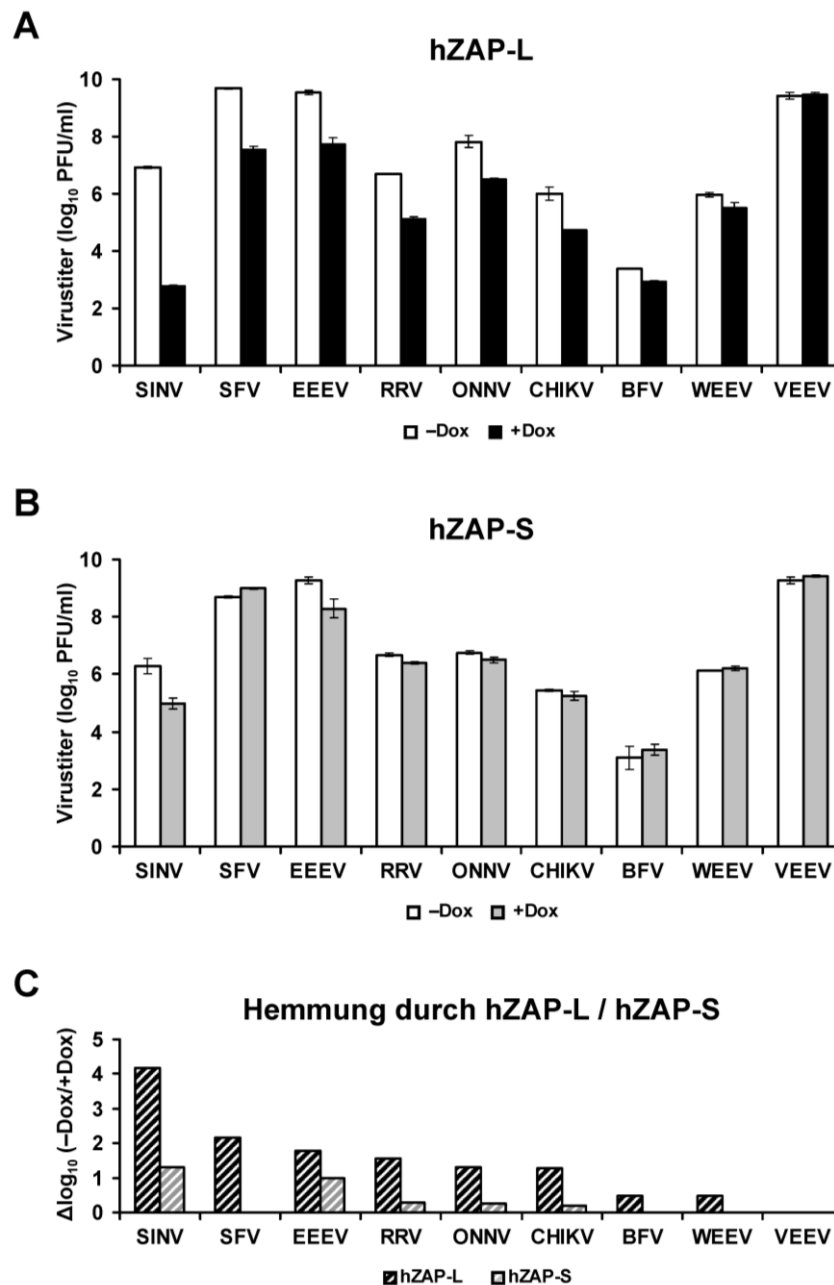 A
hZAP-L
Virustiter (log₁₀ PFU/ml)
10
8
6
4
2
0
SINV SFV EEEV RRV ONNV CHIKV BFV WEEV VEEV
–Dox +Dox
B
hZAP-S
Virustiter (log₁₀ PFU/ml)
10
8
6
4
2
0
SINV SFV EEEV RRV ONNV CHIKV BFV WEEV VEEV
–Dox +Dox
C
Hemmung durch hZAP-L / hZAP-S
Δlog₁₀ (–Dox/+Dox)
5
4
3
2
1
0
SINV SFV EEEV RRV ONNV CHIKV BFV WEEV VEEV
hZAP-L hZAP-S